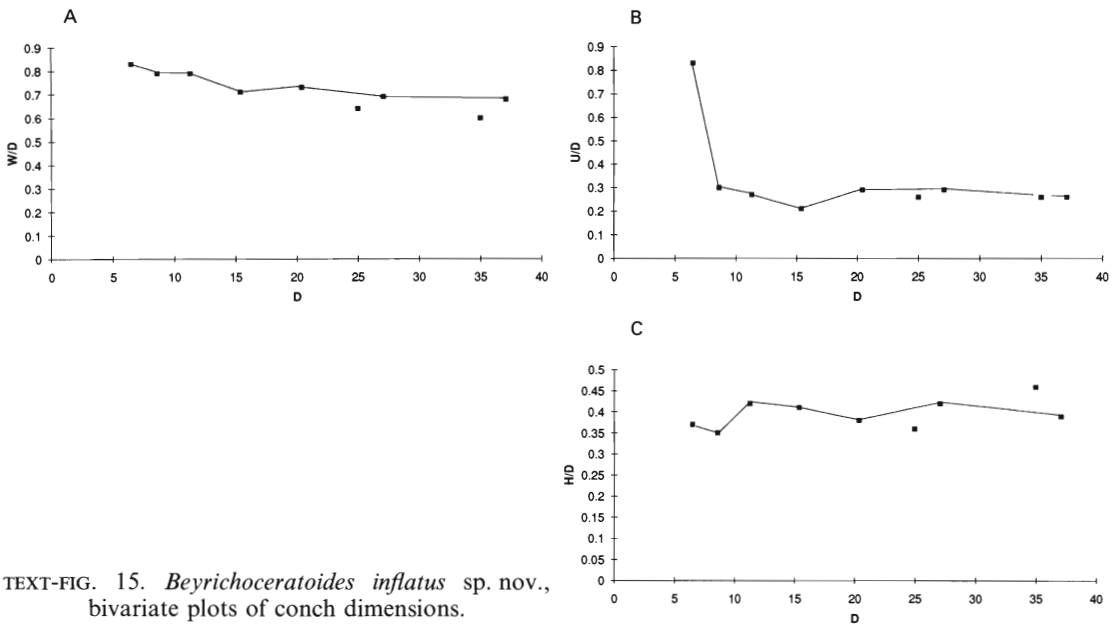 A
0.9
0.8
0.7
0.6
0.5
0.4
0.3
0.2
0.1
0
W/D
0 5 10 15 20 25 30 35 40
D
B
0.9
0.8
0.7
0.6
0.5
0.4
0.3
0.2
0.1
0
U/D
0 5 10 15 20 25 30 35 40
D
C
0.5
0.45
0.4
0.35
0.3
0.25
0.2
0.15
0.1
0.05
0
H/D
0 5 10 15 20 25 30 35 40
D
TEXT-FIG. 15. Beyrichoceratoides inflatus sp. nov.,
bivariate plots of conch dimensions.